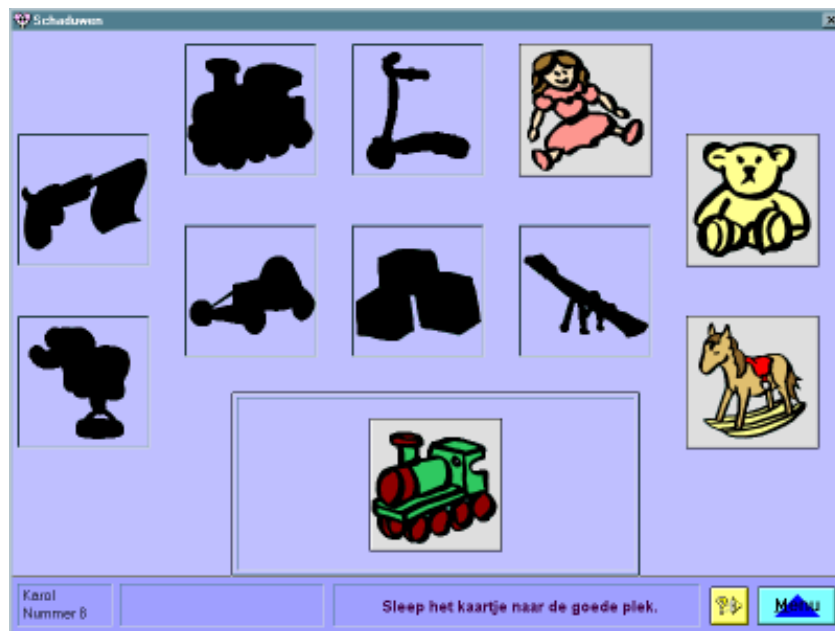 Schaduwen
Karol
Nummer 8
Sleep het kaartje naar de goede plek.
Menu